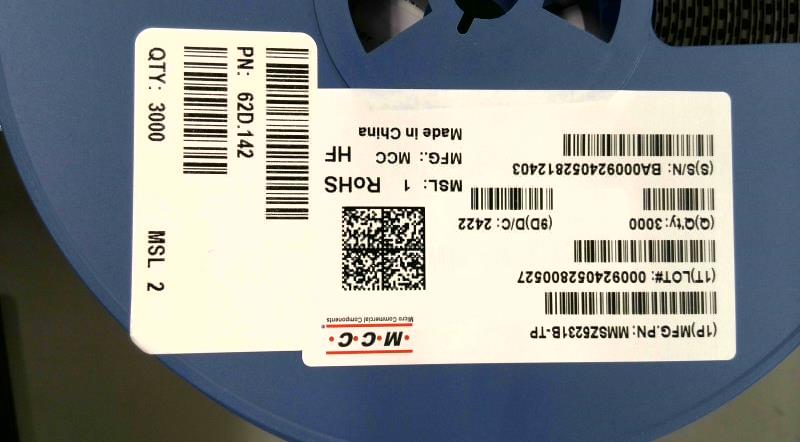 PN: 62D.142
QTY: 3000 MSL 2
M·C·C·®
Micro Commercial Components
(1P)MFG.PN: MMSZ5231B-TP
(1T)LOT#: 000924052800527
(Q)Q'ty:3000 (9D)D/C: 2422
(S)S/N: BA000924052812403
MSL: 1 RoHS
MFG.: MCC HF
Made in China